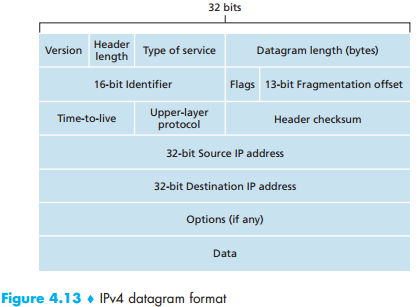 32 bits
Version Header length Type of service Datagram length (bytes)
16-bit Identifier Flags 13-bit Fragmentation offset
Time-to-live Upper-layer protocol Header checksum
32-bit Source IP address
32-bit Destination IP address
Options (if any)
Data
Figure 4.13 ♦ IPv4 datagram format